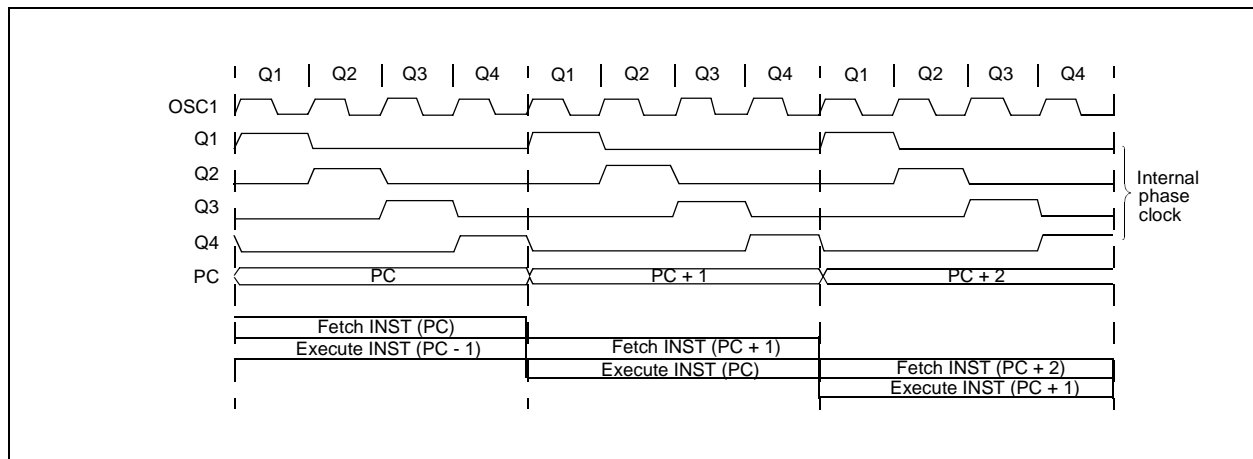 Q1 Q2 Q3 Q4 Q1 Q2 Q3 Q4 Q1 Q2 Q3 Q4
OSC1
Q1
Q2
Q3
Q4
Internal
phase
clock
PC PC PC + 1 PC + 2
Fetch INST (PC)
Execute INST (PC - 1) Fetch INST (PC + 1)
Execute INST (PC) Fetch INST (PC + 2)
Execute INST (PC + 1)